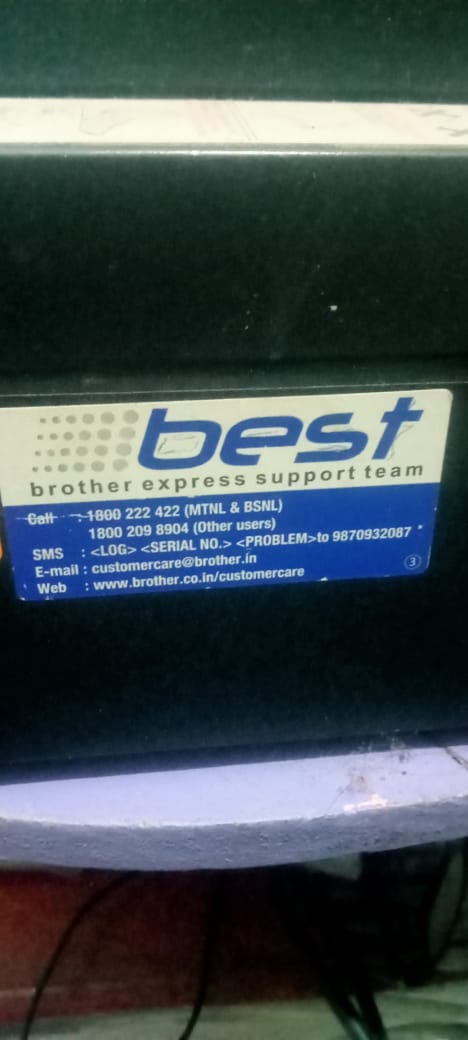 best
brother express support team
Call : 1800 222 422 (MTNL & BSNL)
1800 209 8904 (Other users)
SMS : <LOG> <SERIAL NO.> <PROBLEM>to 9870932087 *
E-mail : customercare@brother.in
Web : www.brother.co.in/customercare
3